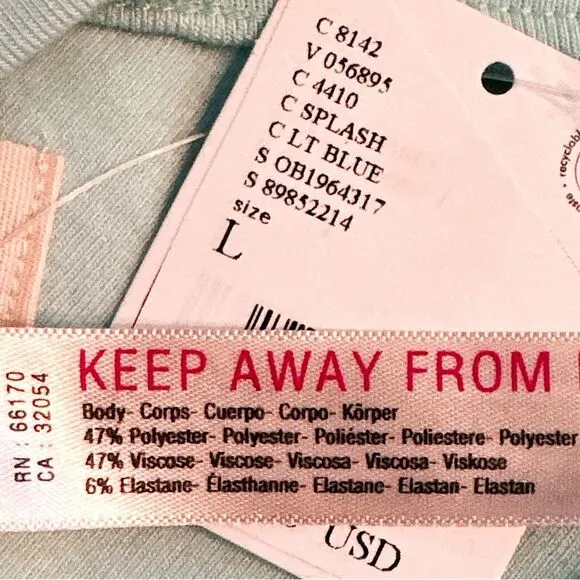 C 8142
V 056895
C 4410
C SPLASH
C LT BLUE
S OB1964317
S 89852214
size
L
recyclable
KEEP AWAY FROM
Body- Corps- Cuerpo- Corpo- Körper
47% Polyester- Polyester- Poliéster- Poliestere- Polyester
47% Viscose- Viscose- Viscosa- Viscosa- Viskose
6% Elastane- Élasthanne- Elastane- Elastan- Elastan
RN : 66170
CA : 32054
USD